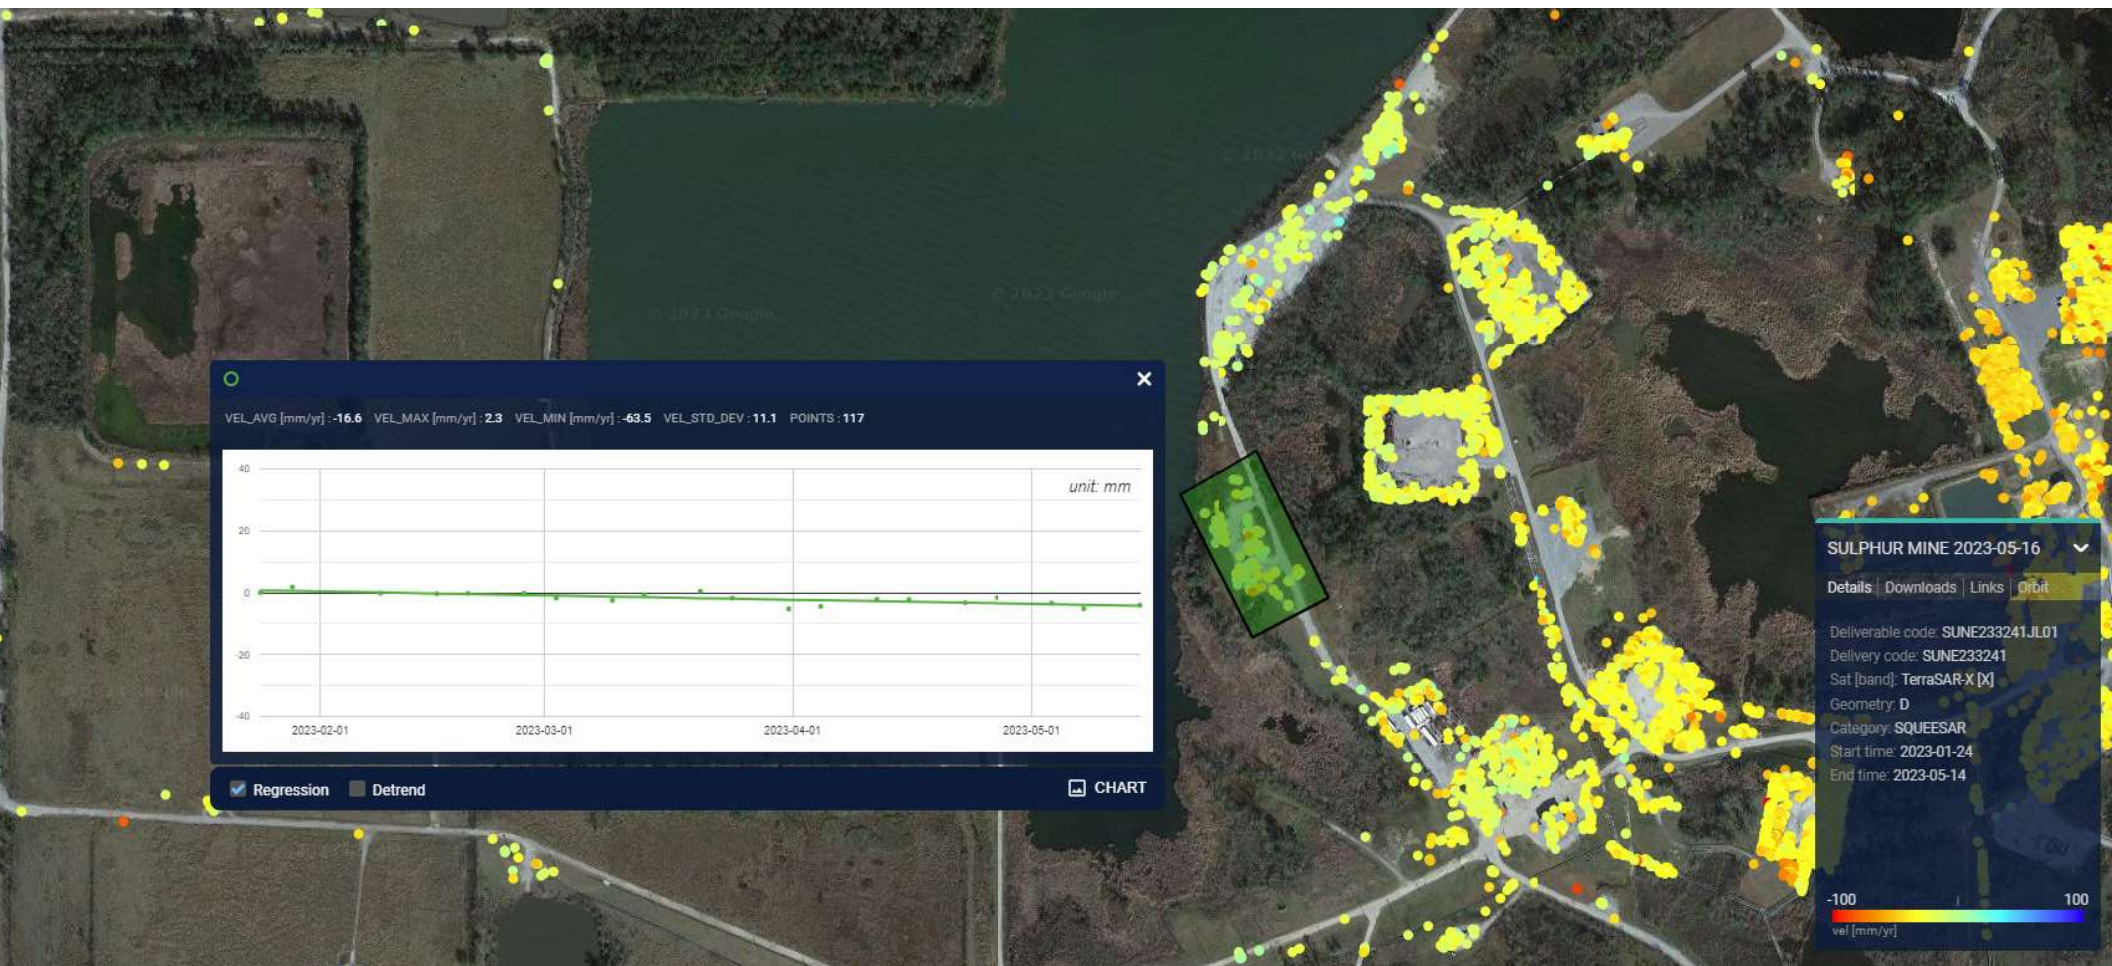 © 2023 Google
© 2023 Google
VEL_AVG [mm/yr] : -16.6 VEL_MAX [mm/yr] : 2.3 VEL_MIN [mm/yr] : -63.5 VEL_STD_DEV : 11.1 POINTS : 117
unit: mm
40
20
0
-20
-40
2023-02-01 2023-03-01 2023-04-01 2023-05-01
Regression Detrend CHART
SULPHUR MINE 2023-05-16
Details | Downloads | Links | Orbit
Deliverable code: SUNE233241JL01
Delivery code: SUNE233241
Sat [band]: TerraSAR-X [X]
Geometry: D
Category: SQUEESAR
Start time: 2023-01-24
End time: 2023-05-14
-100 100
vel [mm/yr]